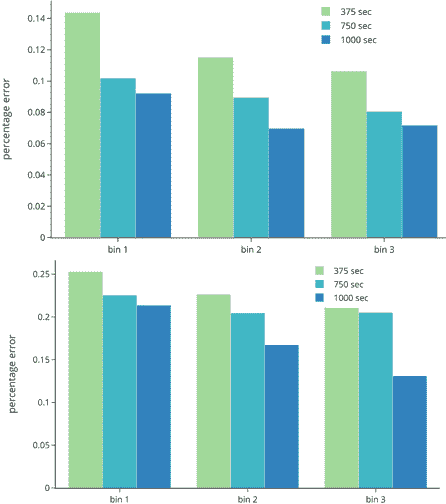 0.14
0.12
0.1
0.08
0.06
0.04
0.02
0
percentage error
375 sec
750 sec
1000 sec
bin 1
bin 2
bin 3
0.25
0.2
0.15
0.1
0.05
0
percentage error
375 sec
750 sec
1000 sec
bin 1
bin 2
bin 3